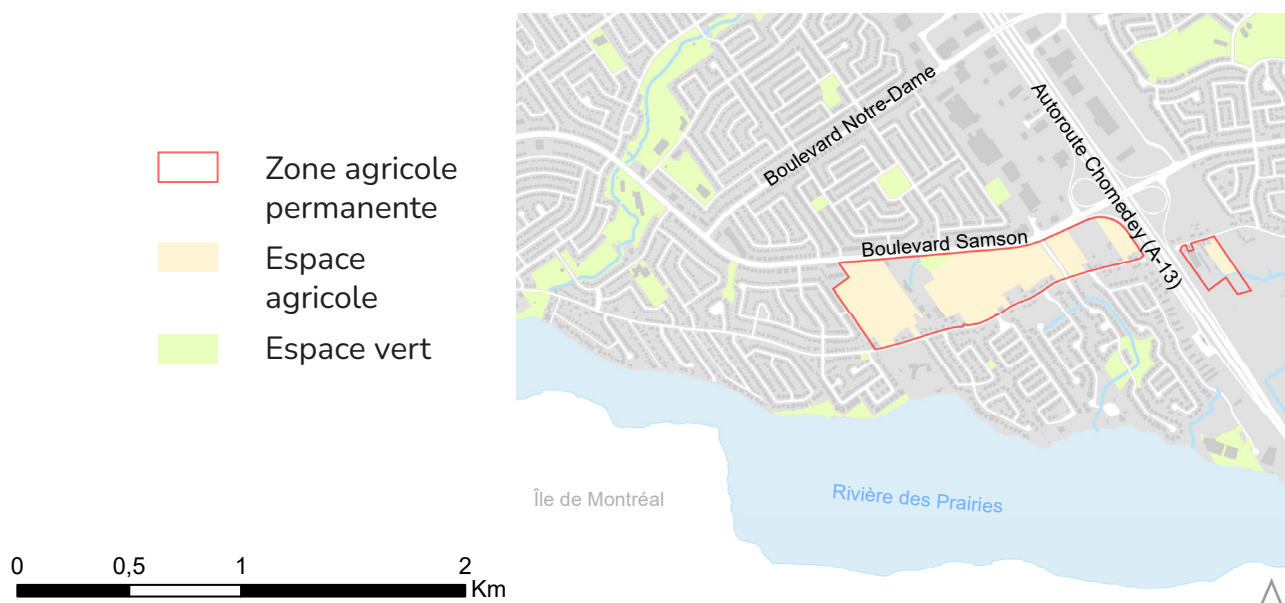 Zone agricole
permanente
Espace
agricole
Espace vert
Boulevard Notre-Dame
Autoroute Chomedey (A-13)
Boulevard Samson
Île de Montréal
Rivière des Prairies
0 0,5 1 2
Km